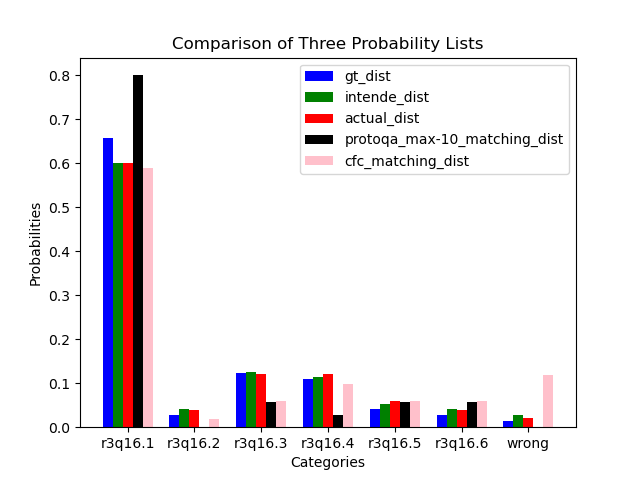 Comparison of Three Probability Lists
gt_dist
intende_dist
actual_dist
protoqa_max-10_matching_dist
cfc_matching_dist
Probabilities
0.8
0.7
0.6
0.5
0.4
0.3
0.2
0.1
0.0
r3q16.1 r3q16.2 r3q16.3 r3q16.4 r3q16.5 r3q16.6 wrong
Categories